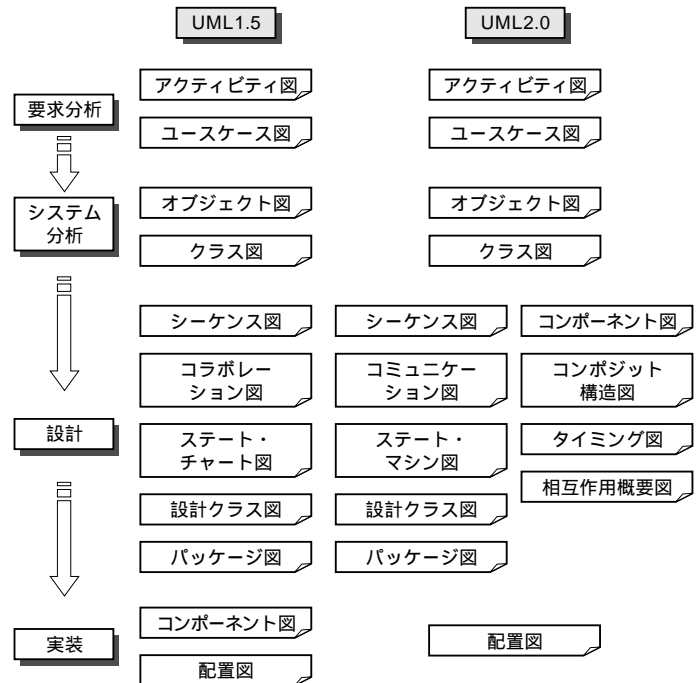 UML1.5
UML2.0
要求分析
アクティビティ図
アクティビティ図
ユースケース図
ユースケース図
システム
分析
オブジェクト図
オブジェクト図
クラス図
クラス図
設計
シーケンス図
シーケンス図
コンポーネント図
コラボレー
ション図
コミュニケー
ション図
コンポジット
構造図
ステート・
チャート図
ステート・
マシン図
タイミング図
設計クラス図
設計クラス図
相互作用概要図
パッケージ図
パッケージ図
実装
コンポーネント図
配置図
配置図